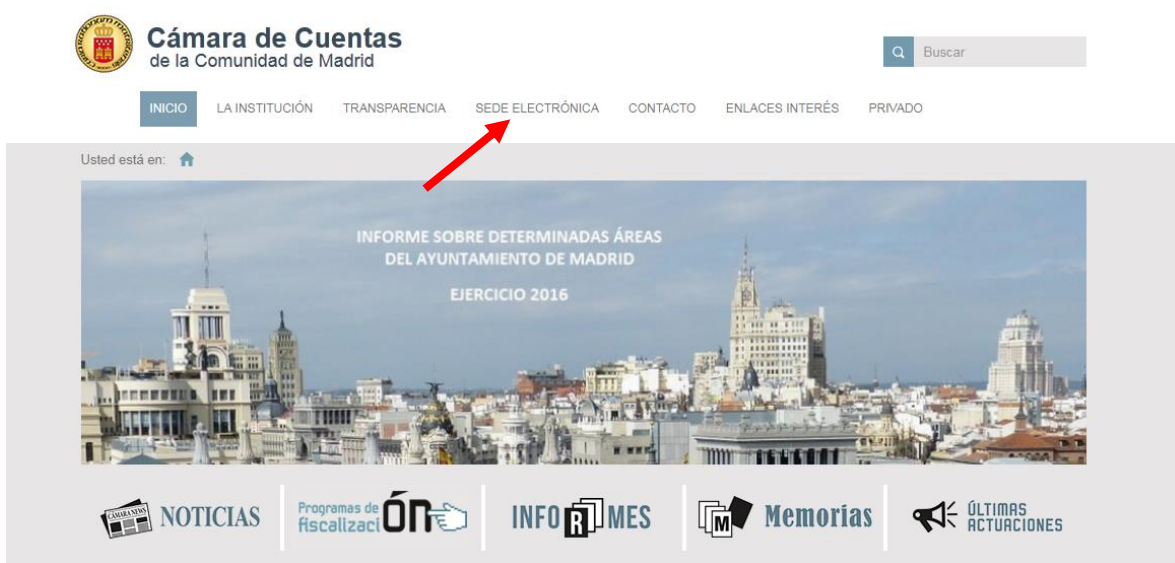 Cámara de Cuentas
de la Comunidad de Madrid
Buscar
INICIO LA INSTITUCIÓN TRANSPARENCIA SEDE ELECTRÓNICA CONTACTO ENLACES INTERÉS PRIVADO
Usted está en:
INFORME SOBRE DETERMINADAS ÁREAS
DEL AYUNTAMIENTO DE MADRID
EJERCICIO 2016
CÁMARA NEWS
NOTICIAS
Programas de
fiscalizaciÓn
INFORMES
M
Memorias
ÚLTIMAS
ACTUACIONES